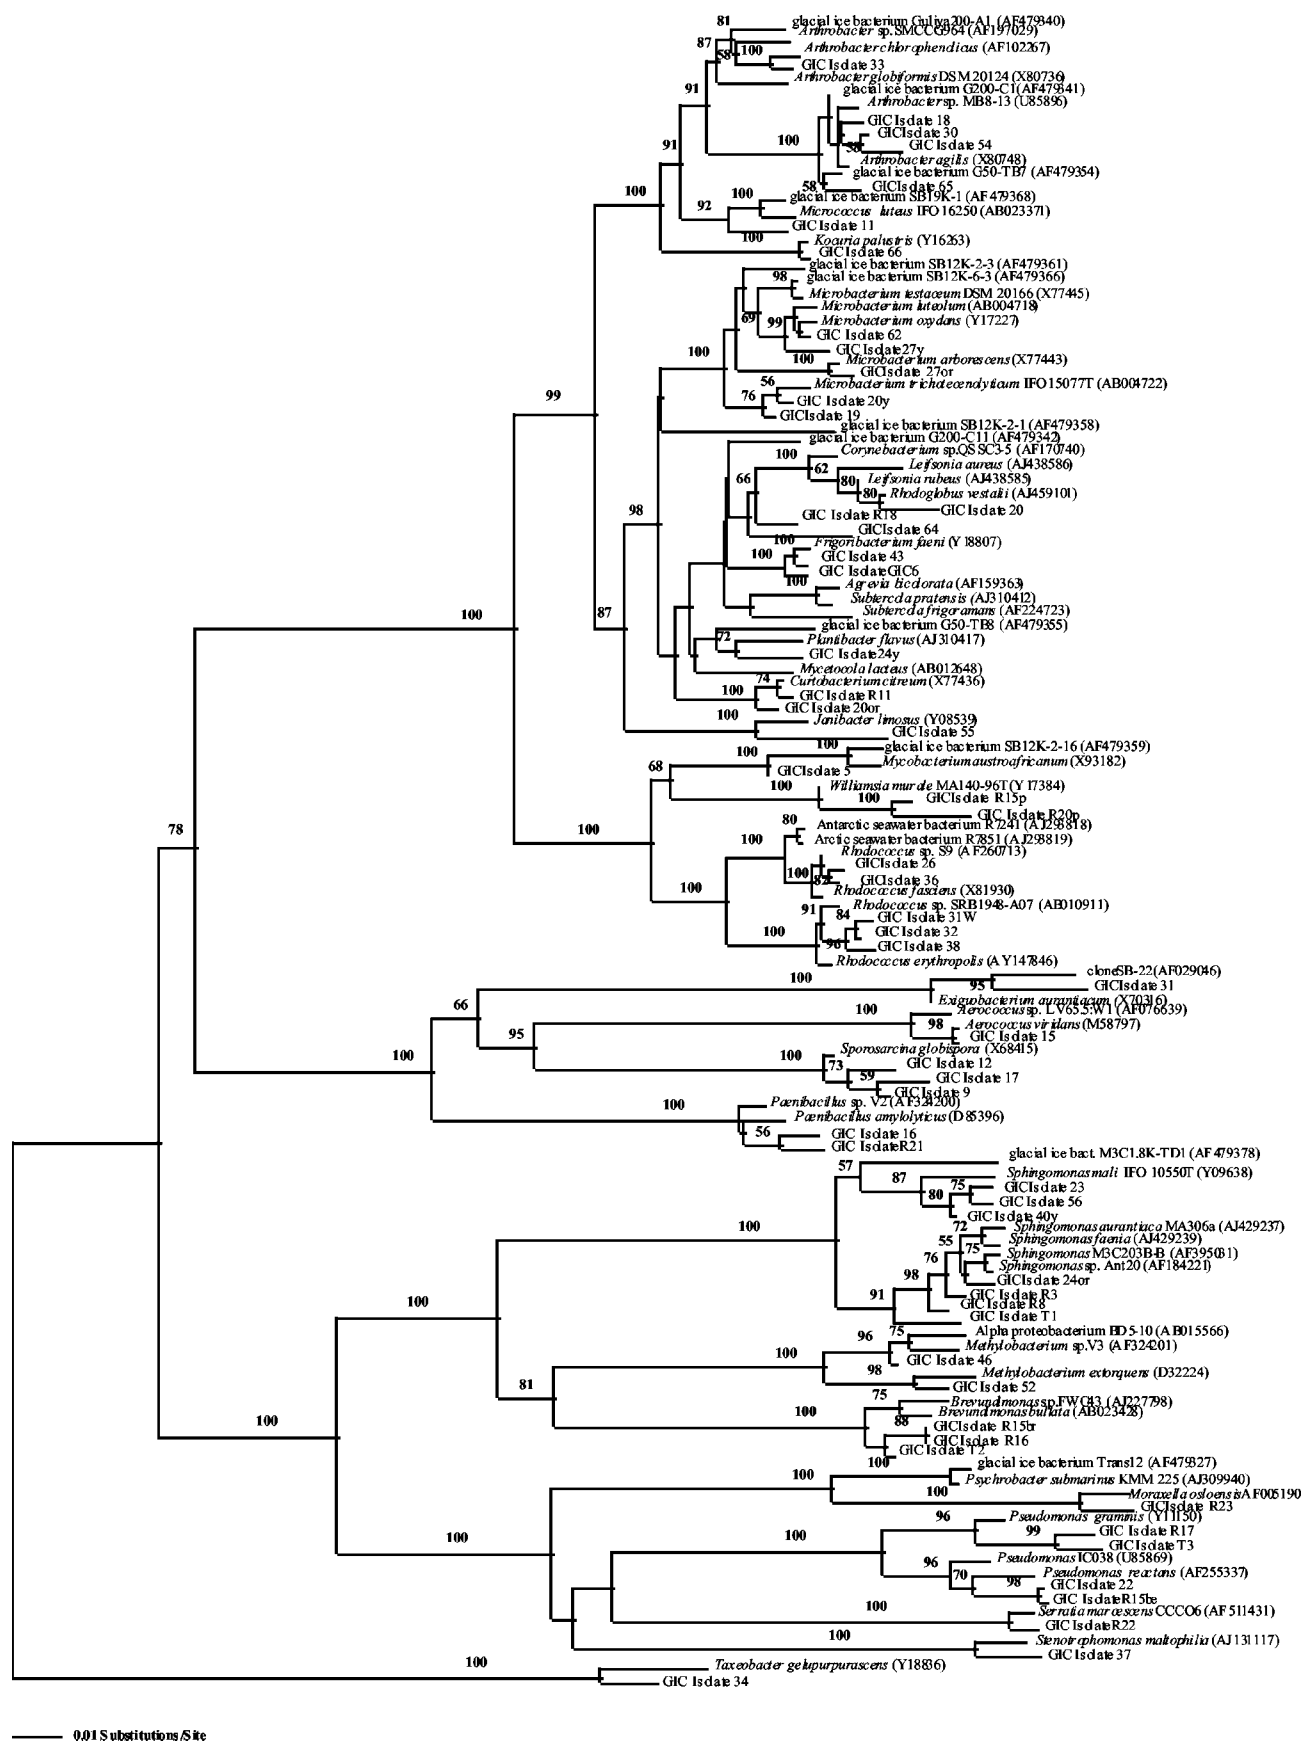 81
glacial ice bacterium Guliya200-A1 (AF479340)
Arthrobacter sp. SMCCG964 (AF197029)
87
58
100
Arthrobacter chlorophenolicus (AF102267)
GIC Isolate 33
Arthrobacter globiformis DSM 20124 (X80736)
91
glacial ice bacterium G200-C1 (AF479341)
Arthrobacter sp. MB8-13 (U85896)
GIC Isolate 18
GIC Isolate 30
100
58
GIC Isolate 54
91
Arthrobacter agilis (X80748)
glacial ice bacterium G50-TB7 (AF479354)
58
GIC Isolate 65
100
100
glacial ice bacterium SB19K-1 (AF479368)
92
Micrococcus luteus IFO 16250 (AB023371)
GIC Isolate 11
100
Kocuria palustris (Y16263)
GIC Isolate 66
glacial ice bacterium SB12K-2-3 (AF479361)
98
glacial ice bacterium SB12K-6-3 (AF479366)
Microbacterium testaceum DSM 20166 (X77445)
Microbacterium luteolum (AB004718)
69
99
Microbacterium oxydans (Y17227)
GIC Isolate 62
100
GIC Isolate 27y
100
Microbacterium arborescens (X77443)
GIC Isolate 27or
56
Microbacterium trichotecenolyticum IFO 15077T (AB004722)
99
76
GIC Isolate 20y
GIC Isolate 19
glacial ice bacterium SB12K-2-1 (AF479358)
glacial ice bacterium G200-C11 (AF479342)
100
Corynebacterium sp. QSSC3-5 (AF170740)
62
Leifsonia aureus (AJ438586)
66
80
Leifsonia rubeus (AJ438585)
80
Rhodoglobus vestalii (AJ459101)
98
GIC Isolate 20
GIC Isolate R18
GIC Isolate 64
100
Frigoribacterium faeni (Y18807)
100
GIC Isolate 43
GIC Isolate GIC6
100
Agreyia bicolorata (AF159363)
Subtercola pratensis (AJ310412)
100
87
Subtercola frigoramans (AF224723)
glacial ice bacterium G50-TB8 (AF479355)
72
Plantibacter flavus (AJ310417)
GIC Isolate 24y
Mycetocola lacteus (AB012648)
74
Curtobacterium citreum (X77436)
100
GIC Isolate R11
GIC Isolate 20or
100
Janibacter limosus (Y08539)
GIC Isolate 55
100
100
glacial ice bacterium SB12K-2-16 (AF479359)
Mycobacterium austroafricanum (X93182)
68
GIC Isolate 5
100
Williamsia murale MA140-96T (Y17384)
100
GIC Isolate R15p
GIC Isolate R20p
78
100
80
Antarctic seawater bacterium R7241 (AJ293818)
100
Arctic seawater bacterium R7851 (AJ293819)
Rhodococcus sp. S9 (AF260713)
GIC Isolate 26
100
GIC Isolate 36
100
Rhodococcus fasciens (X81930)
91
Rhodococcus sp. SRB1948-A07 (AB010911)
84
GIC Isolate 31W
100
GIC Isolate 32
96
GIC Isolate 38
Rhodococcus erythropolis (AY147846)
100
clone SB-22 (AF029046)
95
GIC Isolate 31
66
Exiguobacterium aurantiacum (X70316)
100
Aerococcus sp. LV65.5:W1 (AF076639)
95
98
Aerococcus viridans (M58797)
GIC Isolate 15
100
100
Sporosarcina globispora (X68415)
73
GIC Isolate 12
59
GIC Isolate 17
GIC Isolate 9
100
Paenibacillus sp. V2 (AF324200)
Paenibacillus amylolyticus (D85396)
56
GIC Isolate 16
GIC Isolate R21
glacial ice bact. M3C1.8K-TD1 (AF479378)
57
87
Sphingomonas mali IFO 10550T (Y09638)
80
75
GIC Isolate 23
GIC Isolate 56
GIC Isolate 40y
100
72
Sphingomonas aurantiaca MA306a (AJ429237)
55
Sphingomonas faenia (AJ429239)
76
75
Sphingomonas M3C203B-B (AF395031)
Sphingomonas sp. Ant20 (AF184221)
98
GIC Isolate 24or
91
GIC Isolate R3
GIC Isolate R8
100
GIC Isolate T1
96
75
Alpha proteobacterium BD5-10 (AB015566)
Methylobacterium sp. V3 (AF324201)
100
GIC Isolate 46
98
Methylobacterium extorquens (D32224)
81
GIC Isolate 52
75
Brevundimonas sp. FWC43 (AJ227798)
100
88
Brevundimonas bullata (AB023428)
100
GIC Isolate R15br
GIC Isolate R16
GIC Isolate T2
100
100
glacial ice bacterium Trans12 (AF479327)
Psychrobacter submarinus KMM 225 (AJ309940)
100
Moraxella osloensis AF005190
GIC Isolate R23
96
Pseudomonas graminis (Y11150)
100
100
99
GIC Isolate R17
GIC Isolate T3
96
Pseudomonas IC038 (U85869)
70
98
Pseudomonas reactans (AF255337)
GIC Isolate 22
GIC Isolate R15be
100
Serratia marcescens CCCO6 (AF511431)
GIC Isolate R22
100
Stenotrophomonas maltophilia (AJ131117)
GIC Isolate 37
100
Taxeobacter gelupurpurascens (Y18836)
GIC Isolate 34
0.01 Substitutions/Site